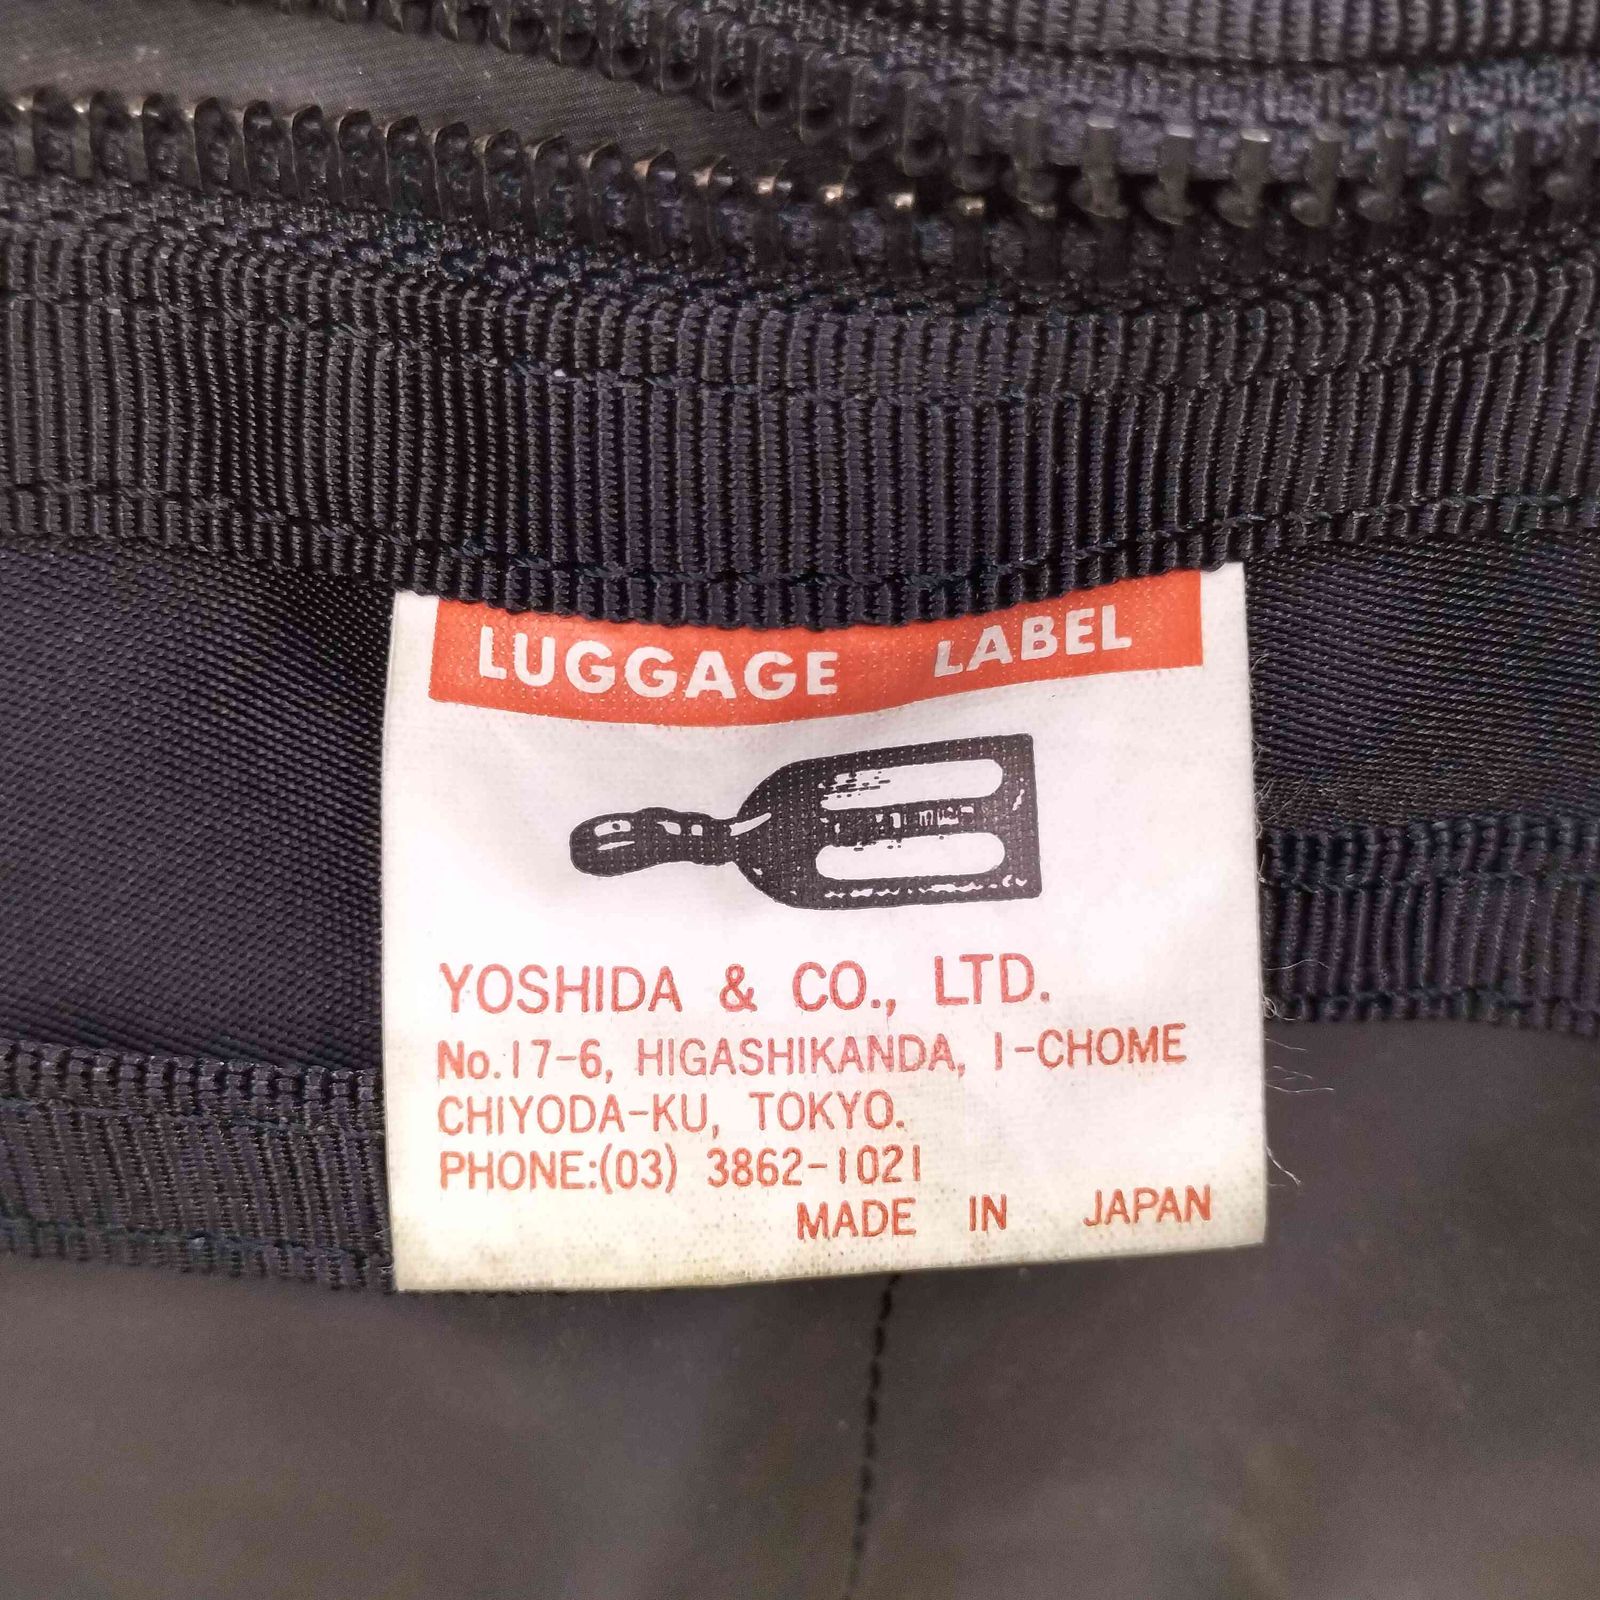 LUGGAGE LABEL
YOSHIDA & CO., LTD.
No.17-6, HIGASHIKANDA, 1-CHOME
CHIYODA-KU, TOKYO.
PHONE:(03) 3862-1021
MADE IN JAPAN